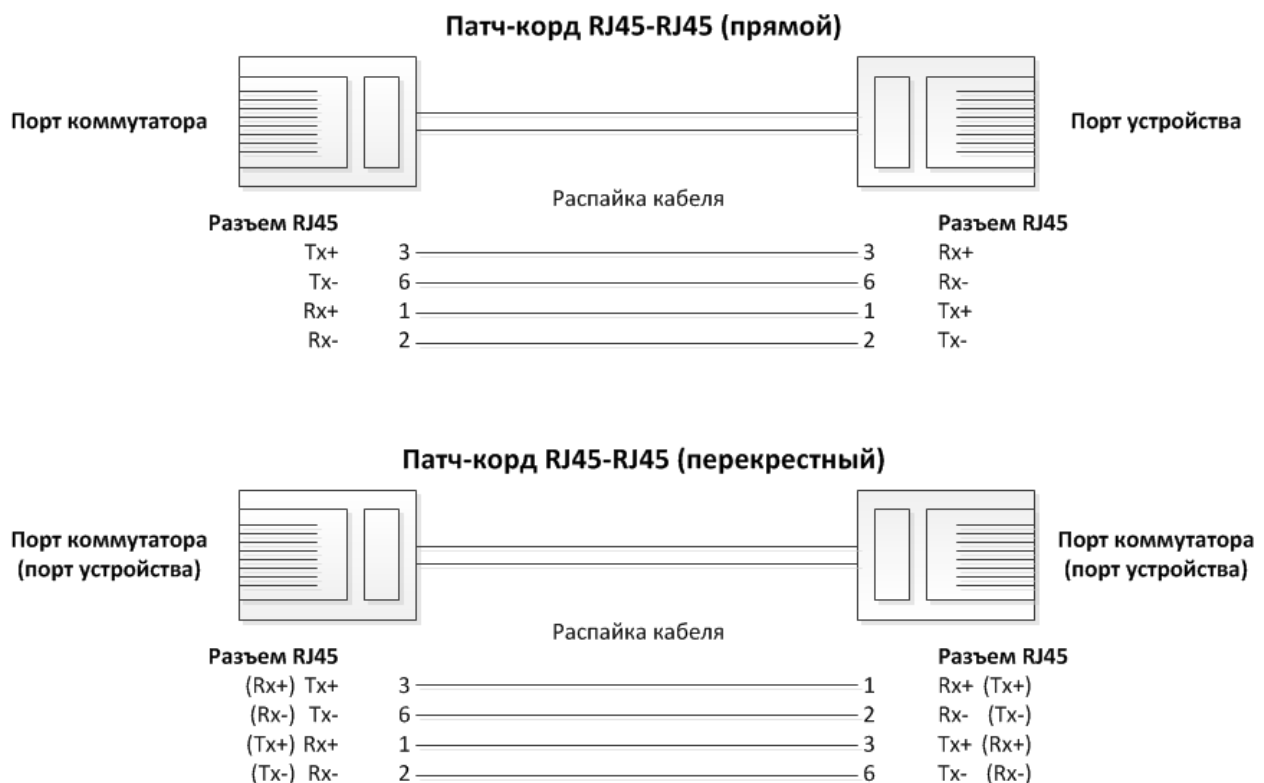 Патч-корд RJ45-RJ45 (прямой)
Порт коммутатора
Порт устройства
Распайка кабеля
Разъем RJ45 Разъем RJ45
Tx+ 3 3 Rx+
Tx- 6 6 Rx-
Rx+ 1 1 Tx+
Rx- 2 2 Tx-
Патч-корд RJ45-RJ45 (перекрестный)
Порт коммутатора
(порт устройства)
Порт коммутатора
(порт устройства)
Распайка кабеля
Разъем RJ45 Разъем RJ45
(Rx+) Tx+ 3 1 Rx+ (Tx+)
(Rx-) Tx- 6 2 Rx- (Tx-)
(Tx+) Rx+ 1 3 Tx+ (Rx+)
(Tx-) Rx- 2 6 Tx- (Rx-)